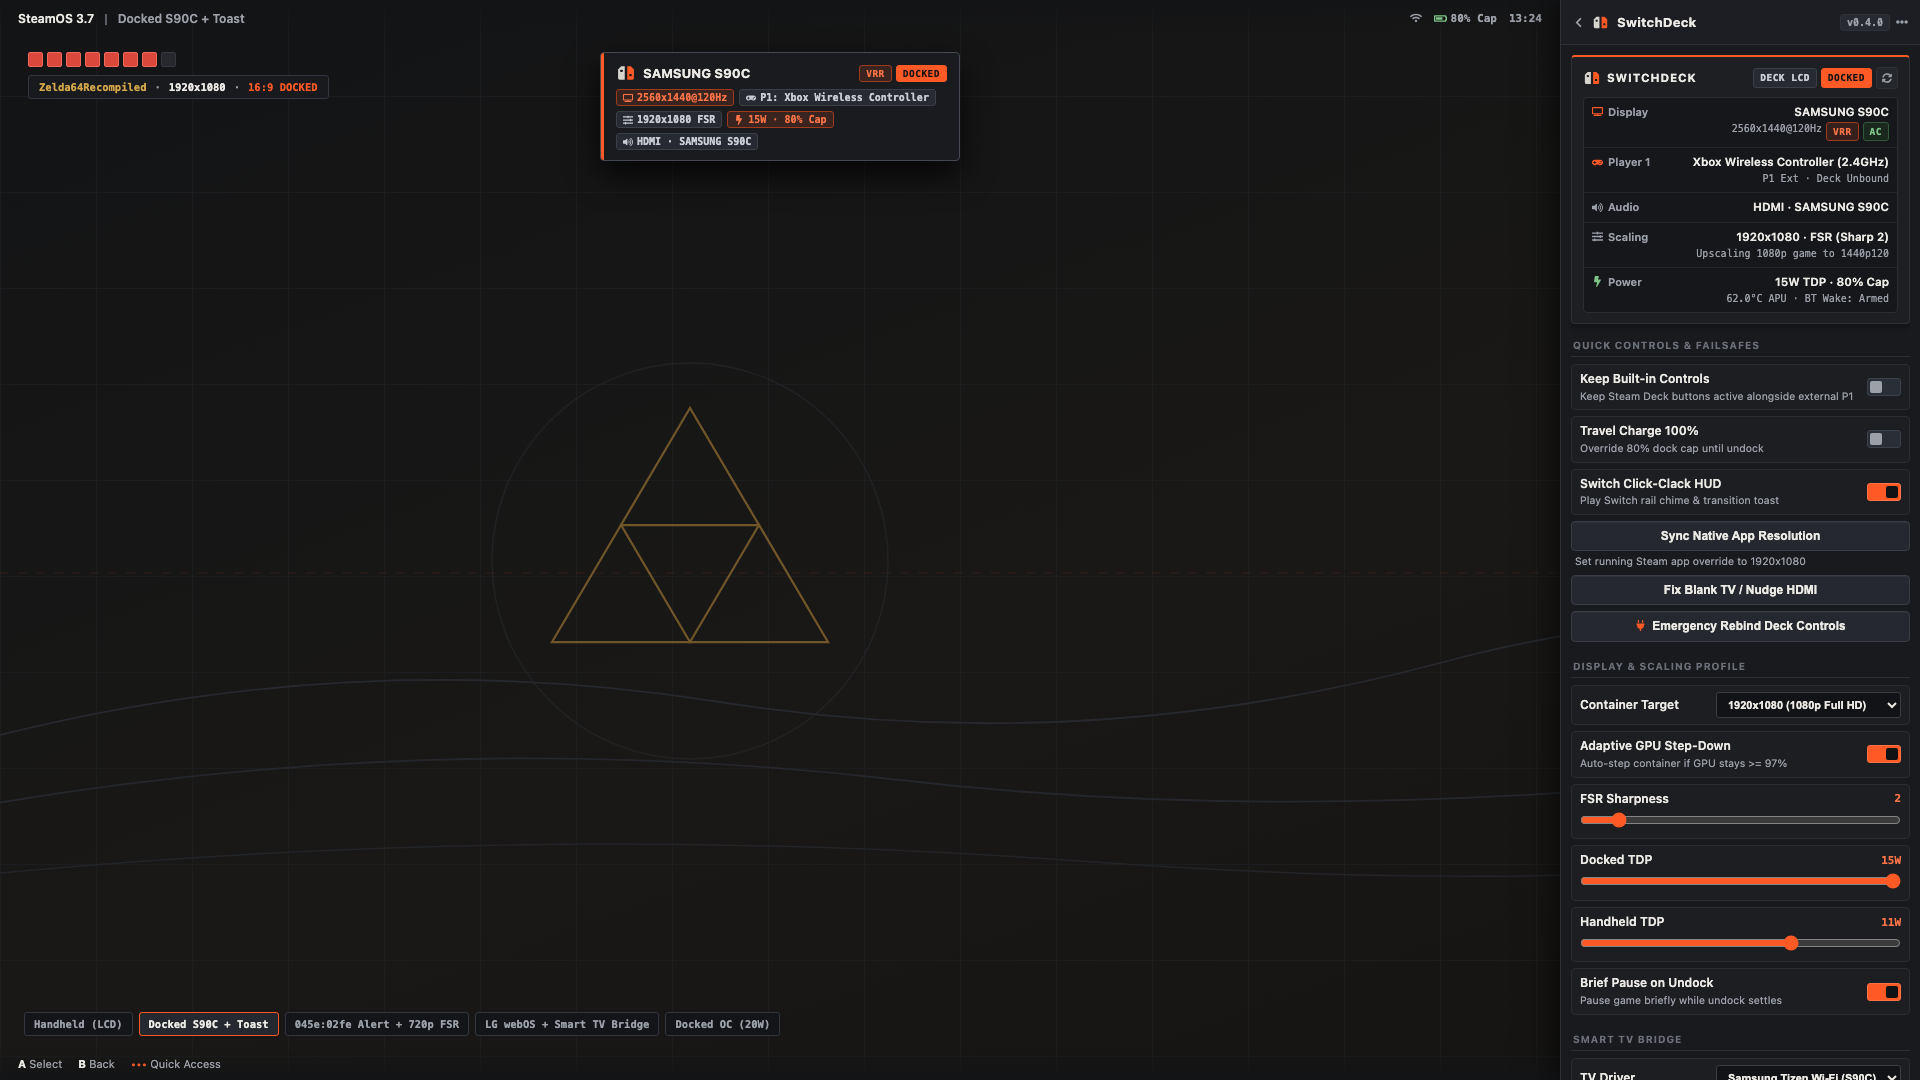 SteamOS 3.7 | Docked S90C + Toast
80% Cap 13:24
Zelda64Recompiled · 1920x1080 · 16:9 DOCKED
SAMSUNG S90C VRR DOCKED
2560x1440@120Hz P1: Xbox Wireless Controller
1920x1080 FSR 15W · 80% Cap
HDMI · SAMSUNG S90C
Handheld (LCD) Docked S90C + Toast 045e:02fe Alert + 720p FSR LG webOS + Smart TV Bridge Docked OC (20W)
A Select B Back Quick Access
SwitchDeck v0.4.0
SWITCHDECK DECK LCD DOCKED
Display SAMSUNG S90C
2560x1440@120Hz VRR AC
Player 1 Xbox Wireless Controller (2.4GHz)
P1 Ext · Deck Unbound
Audio HDMI · SAMSUNG S90C
Scaling 1920x1080 · FSR (Sharp 2)
Upscaling 1080p game to 1440p120
Power 15W TDP · 80% Cap
62.0°C APU · BT Wake: Armed
QUICK CONTROLS & FAILSAFES
Keep Built-in Controls
Keep Steam Deck buttons active alongside external P1
Travel Charge 100%
Override 80% dock cap until undock
Switch Click-Clack HUD
Play Switch rail chime & transition toast
Sync Native App Resolution
Set running Steam app override to 1920x1080
Fix Blank TV / Nudge HDMI
Emergency Rebind Deck Controls
DISPLAY & SCALING PROFILE
Container Target 1920x1080 (1080p Full HD)
Adaptive GPU Step-Down
Auto-step container if GPU stays >= 97%
FSR Sharpness 2
Docked TDP 15W
Handheld TDP 11W
Brief Pause on Undock
Pause game briefly while undock settles
SMART TV BRIDGE
TV Driver Samsung Tizen Wi-Fi (S90C)